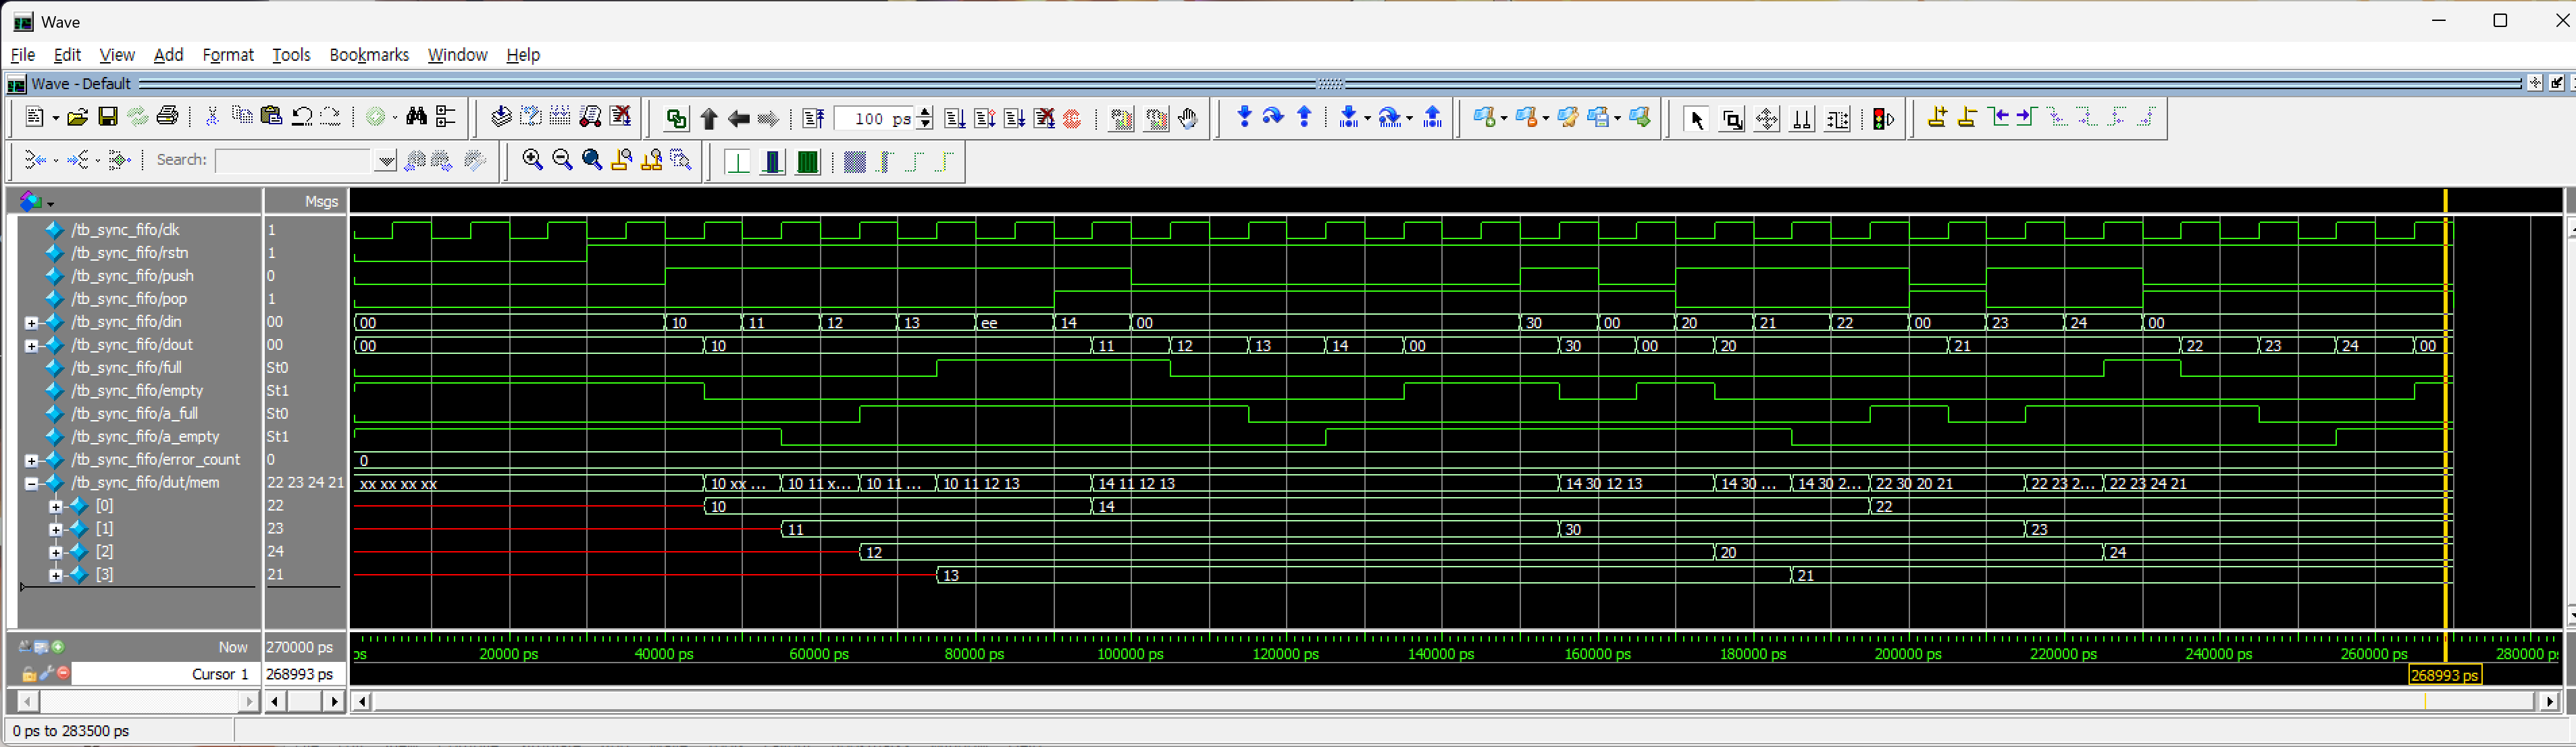 Wave
File Edit View Add Format Tools Bookmarks Window Help
Wave - Default
100 ps
Search:
Msgs
/tb_sync_fifo/clk 1
/tb_sync_fifo/rstn 1
/tb_sync_fifo/push 0
/tb_sync_fifo/pop 1
/tb_sync_fifo/din 00 00 10 11 12 13 ee 14 00 30 00 20 21 22 00 23 24 00
/tb_sync_fifo/dout 00 00 10 11 12 13 14 00 30 00 20 21 22 23 24 00
/tb_sync_fifo/full St0
/tb_sync_fifo/empty St1
/tb_sync_fifo/a_full St0
/tb_sync_fifo/a_empty St1
/tb_sync_fifo/error_count 0 0
/tb_sync_fifo/dut/mem 22 23 24 21 xx xx xx xx 10 xx ... 10 11 x... 10 11 ... 10 11 12 13 14 11 12 13 14 30 12 13 14 30 ... 14 30 2... 22 30 20 21 22 23 2... 22 23 24 21
[0] 22 10 14 22
[1] 23 11 30 23
[2] 24 12 20 24
[3] 21 13 21
Now 270000 ps ps 20000 ps 40000 ps 60000 ps 80000 ps 100000 ps 120000 ps 140000 ps 160000 ps 180000 ps 200000 ps 220000 ps 240000 ps 260000 ps 280000 p
Cursor 1 268993 ps 268993 ps
0 ps to 283500 ps